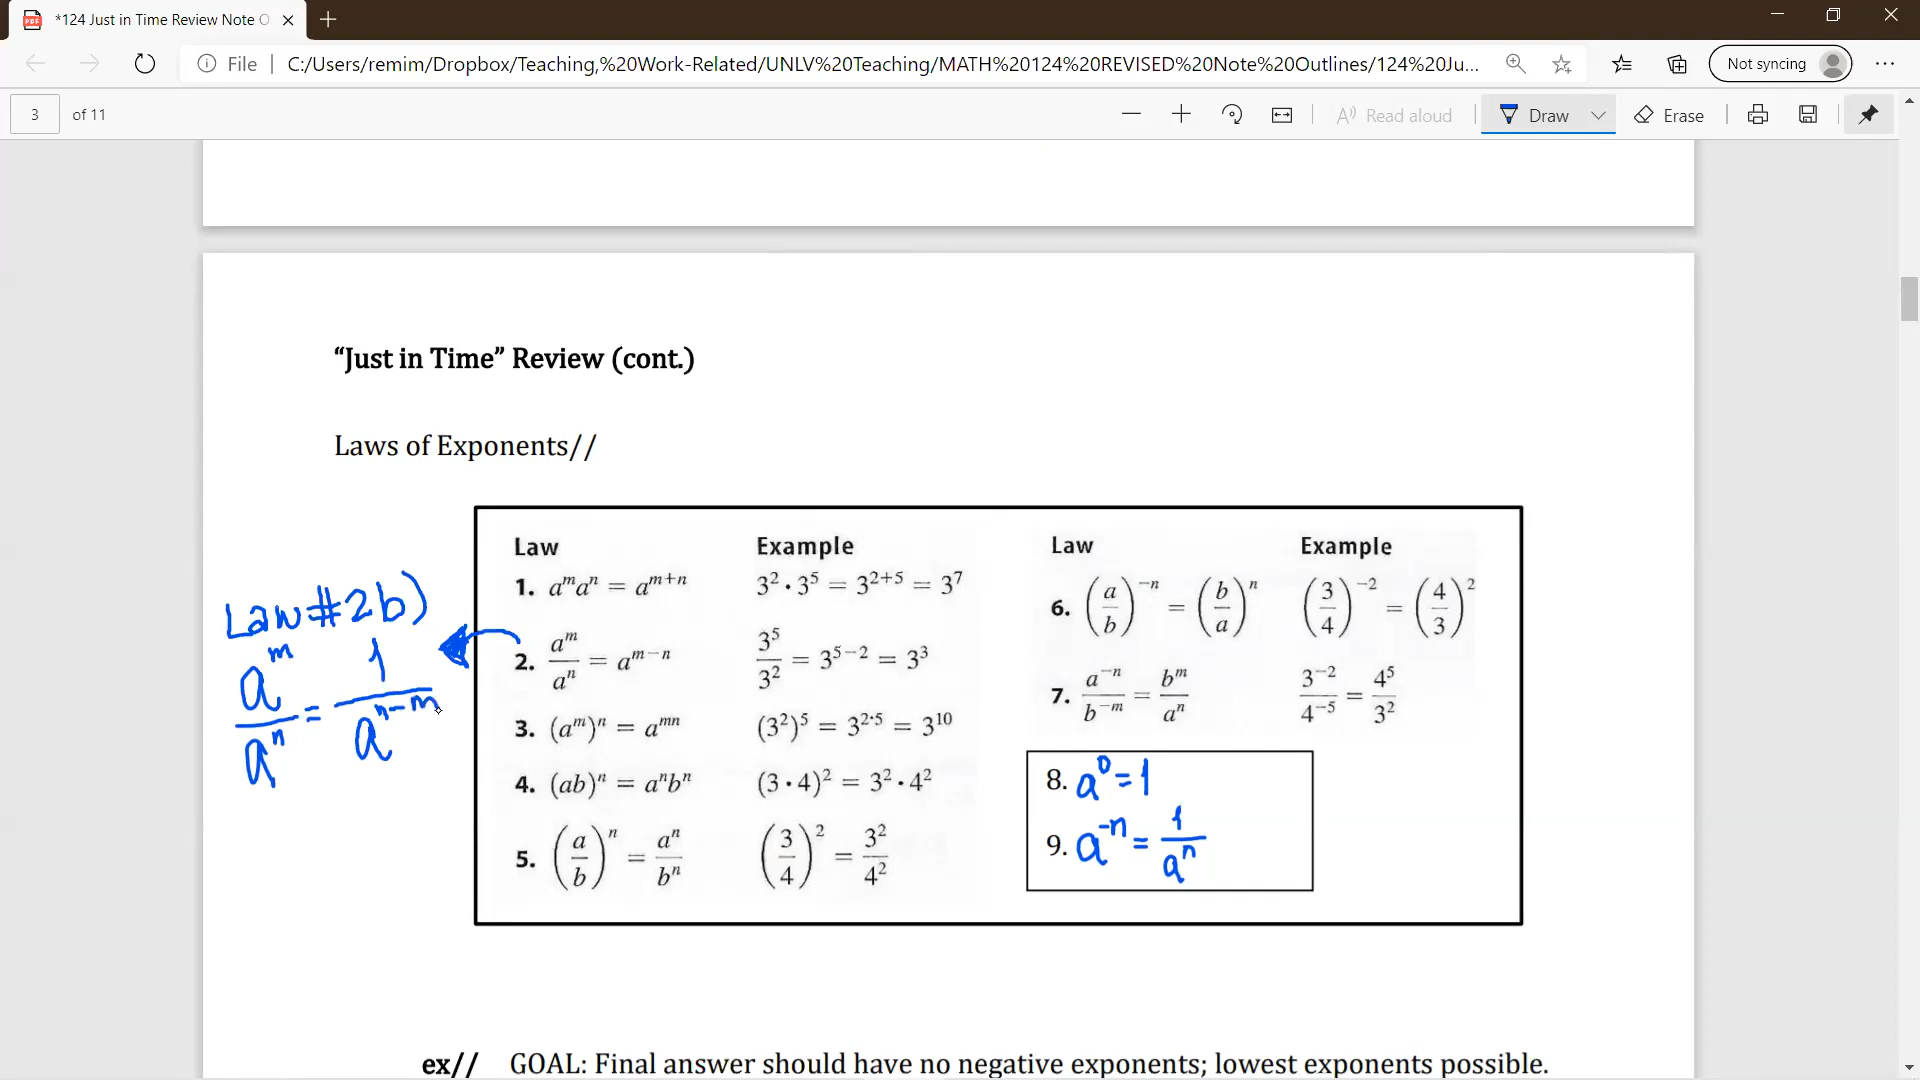 *124 Just in Time Review Note O
File | C:/Users/remim/Dropbox/Teaching,%20Work-Related/UNLV%20Teaching/MATH%20124%20REVISED%20Note%20Outlines/124%20Ju...
Not syncing
3 of 11
Read aloud
Draw
Erase
“Just in Time” Review (cont.)
Laws of Exponents//
Law#2b)
a^m/a^n = 1/a^(n-m)
Law Example
1. a^m a^n = a^(m+n) 3^2 · 3^5 = 3^(2+5) = 3^7
2. a^m/a^n = a^(m−n) 3^5/3^2 = 3^(5−2) = 3^3
3. (a^m)^n = a^(mn) (3^2)^5 = 3^(2·5) = 3^10
4. (ab)^n = a^n b^n (3 · 4)^2 = 3^2 · 4^2
5. (a/b)^n = a^n/b^n (3/4)^2 = 3^2/4^2
Law Example
6. (a/b)^(−n) = (b/a)^n (3/4)^(−2) = (4/3)^2
7. a^(−n)/b^(−m) = b^m/a^n 3^(−2)/4^(−5) = 4^5/3^2
8. a^0 = 1
9. a^(-n) = 1/a^n
ex// GOAL: Final answer should have no negative exponents; lowest exponents possible.